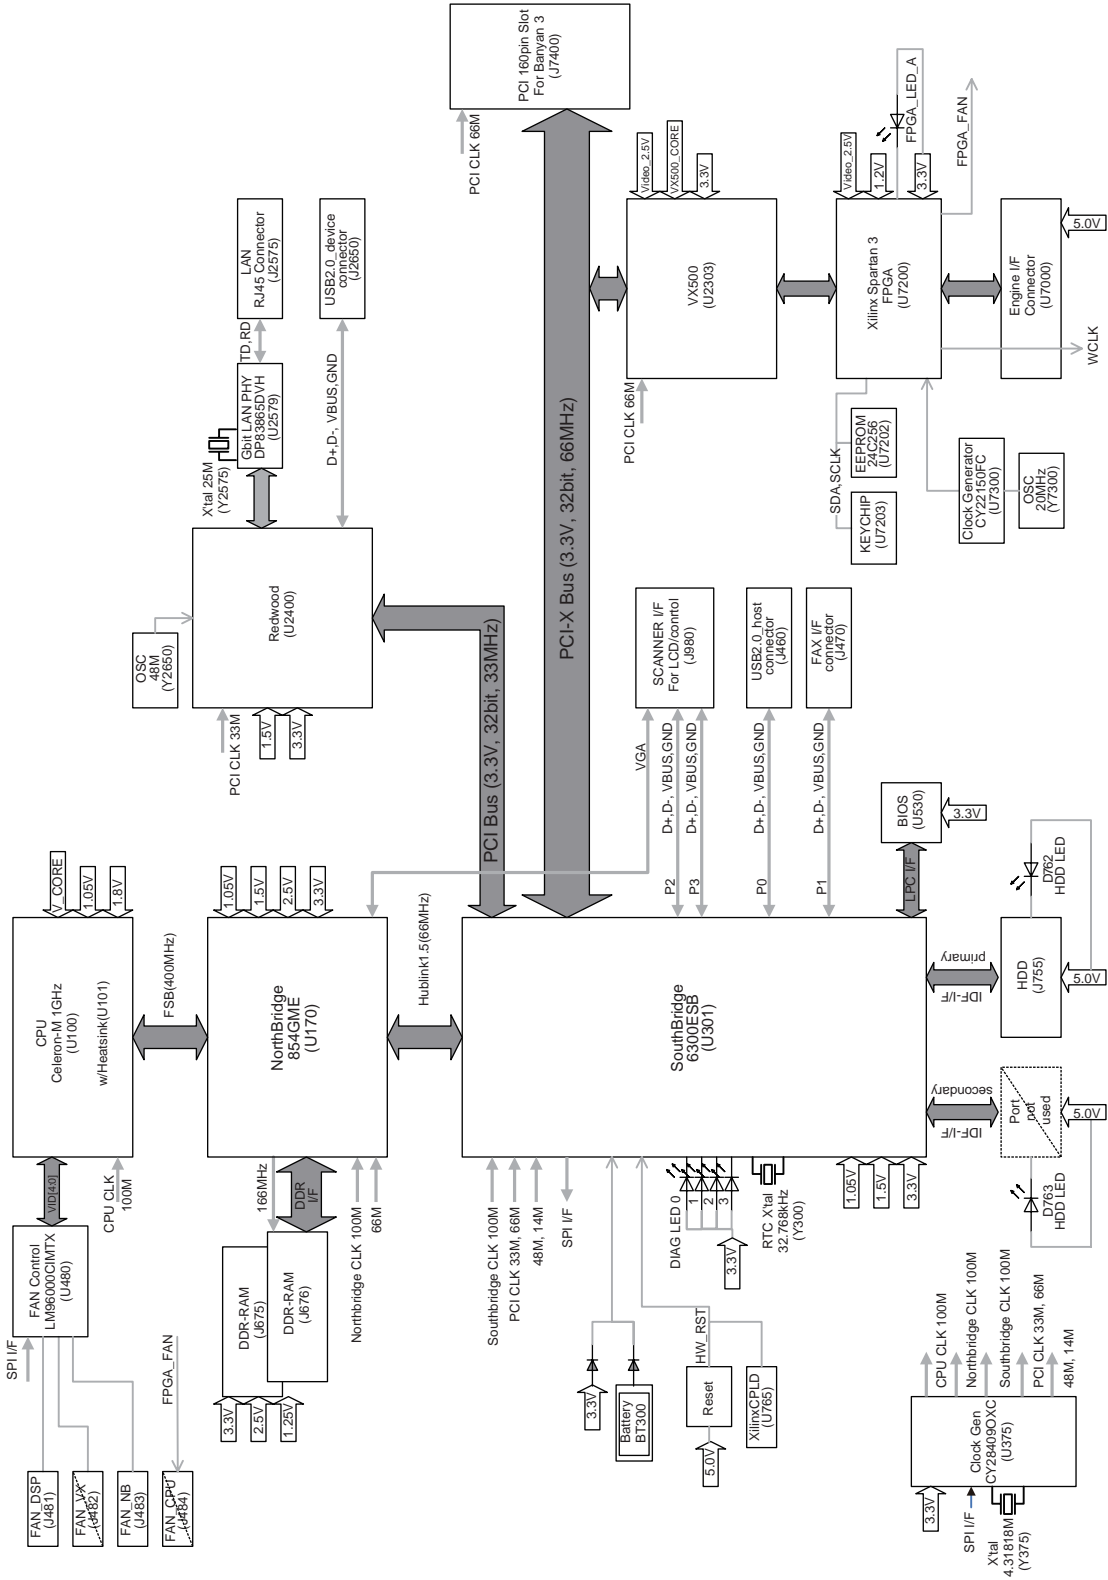 PCI 160pin Slot
For Banyan 3
(J7400)
PCI CLK 66M
LAN
RJ45 Connector
(J2575)
USB2.0_device
connector
(J2650)
TD,RD
Gbit LAN PHY
DP83865DVH
(U2579)
X'tal 25M
(Y2575)
D+,D-, VBUS,GND
Redwood
(U2400)
OSC
48M
(Y2650)
PCI CLK 33M
1.5V
3.3V
PCI Bus (3.3V, 32bit, 33MHz)
PCI-X Bus (3.3V, 32bit, 66MHz)
Video_2.5V
VX500_CORE
3.3V
VX500
(U2303)
PCI CLK 66M
Video_2.5V
1.2V
3.3V
FPGA_LED_A
FPGA_FAN
Xilinx Spartan 3
FPGA
(U7200)
Engine I/F
Connector
(U7000)
5.0V
WCLK
SDA,SCLK
EEPROM
24C256
(U7202)
KEYCHIP
(U7203)
Clock Generator
CY22150FC
(U7300)
OSC
20MHz
(Y7300)
SCANNER I/F
For LCD/conrtol
(J980)
USB2.0_host
connector
(J460)
FAX I/F
connector
(J470)
VGA
D+,D-, VBUS,GND
D+,D-, VBUS,GND
D+,D-, VBUS,GND
D+,D-, VBUS,GND
P2
P3
P0
P1
BIOS
(U530)
3.3V
LPC I/F
CPU
Celeron-M 1GHz
(U100)
w/Heatsink(U101)
V_CORE
1.05V
1.8V
FSB(400MHz)
NorthBridge
854GME
(U170)
1.05V
1.5V
2.5V
3.3V
Hublink1.5(66MHz)
SouthBridge
6300ESB
(U301)
primary
IDF-I/F
HDD
(J755)
D762
HDD LED
5.0V
secondary
IDF-I/F
Port
not
used
D763
HDD LED
5.0V
VID[4:0]
CPU CLK
100M
FAN Control
LM96000CIMTX
(U480)
SPI I/F
166MHz
DDR
I/F
DDR-RAM
(J675)
DDR-RAM
(J676)
3.3V
2.5V
1.25V
Northbridge CLK 100M
66M
FAN_DSP
(J481)
FAN_VX
(J482)
FAN_NB
(J483)
FAN_CPU
(J484)
FPGA_FAN
Southbridge CLK 100M
PCI CLK 33M, 66M
48M, 14M
SPI I/F
3.3V
Battery
BT300
HW_RST
Reset
5.0V
XilinxCPLD
(U765)
DIAG LED 0
1
2
3
3.3V
RTC X'tal
32.768kHz
(Y300)
1.05V
1.5V
3.3V
CPU CLK 100M
Northbridge CLK 100M
Southbridge CLK 100M
PCI CLK 33M, 66M
48M, 14M
Clock Gen
CY28409OXC
(U375)
3.3V
SPI I/F
X'tal
4.31818M
(Y375)